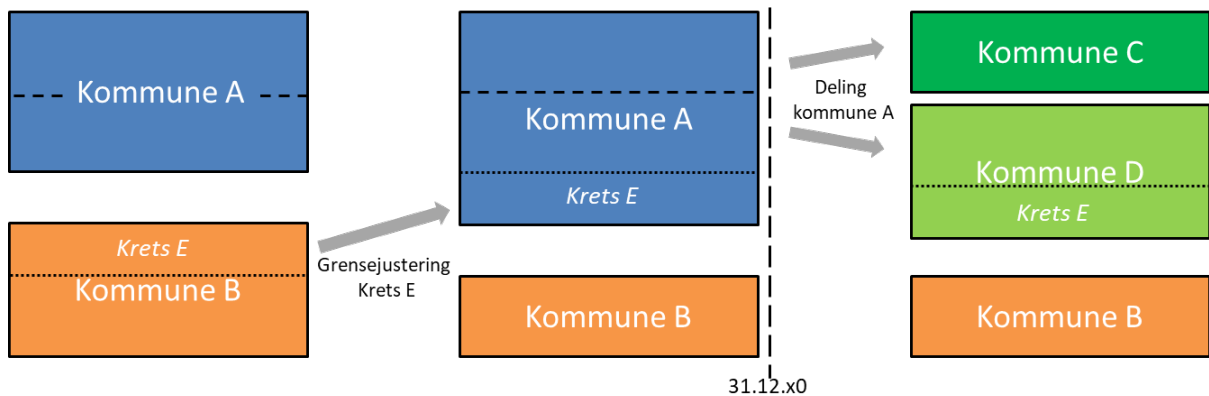 Kommune A
Krets E
Kommune B
Grensejustering
Krets E
Kommune A
Krets E
Kommune B
31.12.x0
Deling
kommune A
Kommune C
Kommune D
Krets E
Kommune B